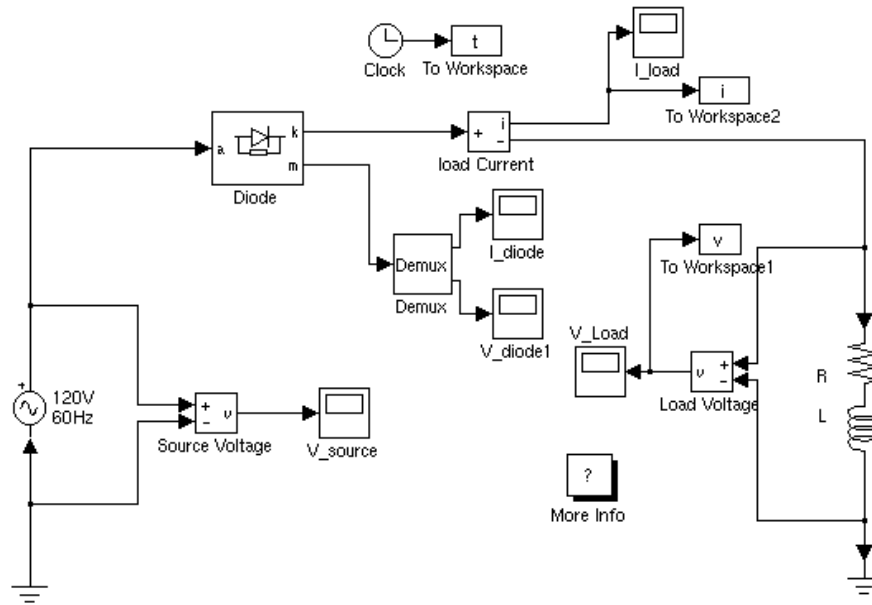 t
Clock
To Workspace
I_load
i
To Workspace2
a
k
m
Diode
+
i
−
load Current
Demux
Demux
I_diode
V_diode1
v
To Workspace1
V_Load
v
+
−
Load Voltage
R
L
+
120V
60Hz
+
−
v
Source Voltage
V_source
?
More Info